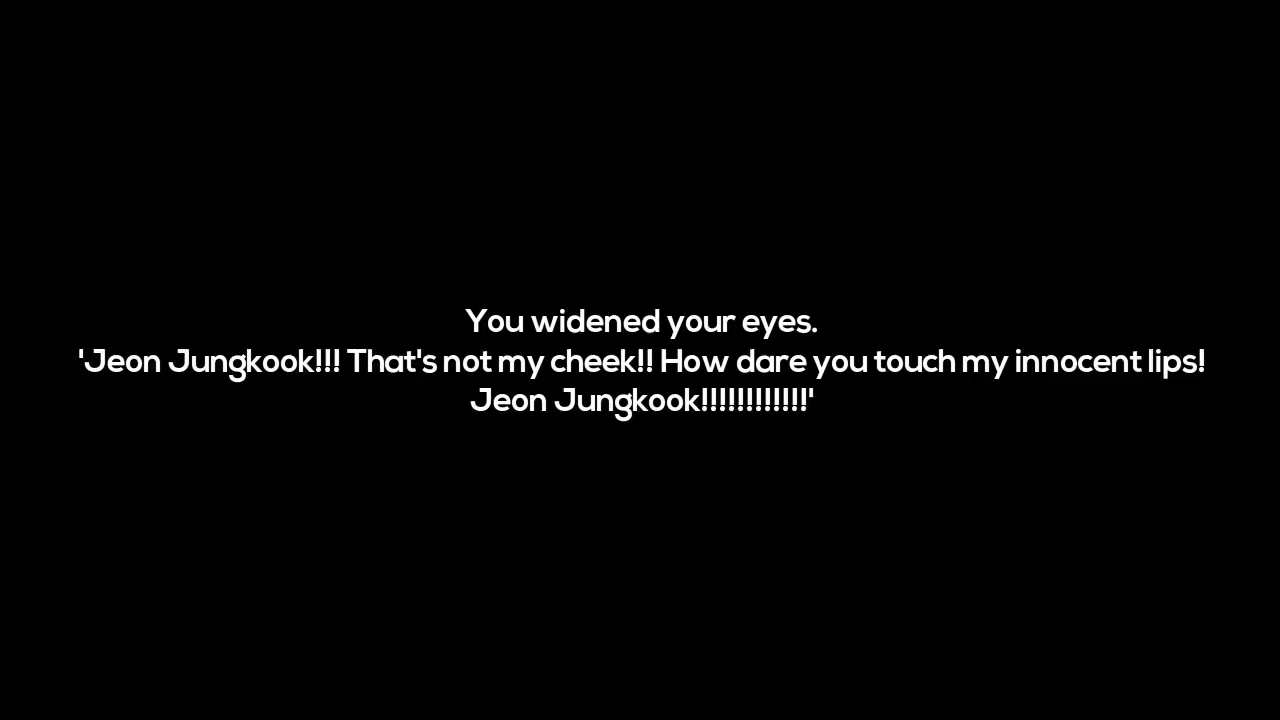 You widened your eyes.
'Jeon Jungkook!!! That's not my cheek!! How dare you touch my innocent lips!
Jeon Jungkook!!!!!!!!!!!!'